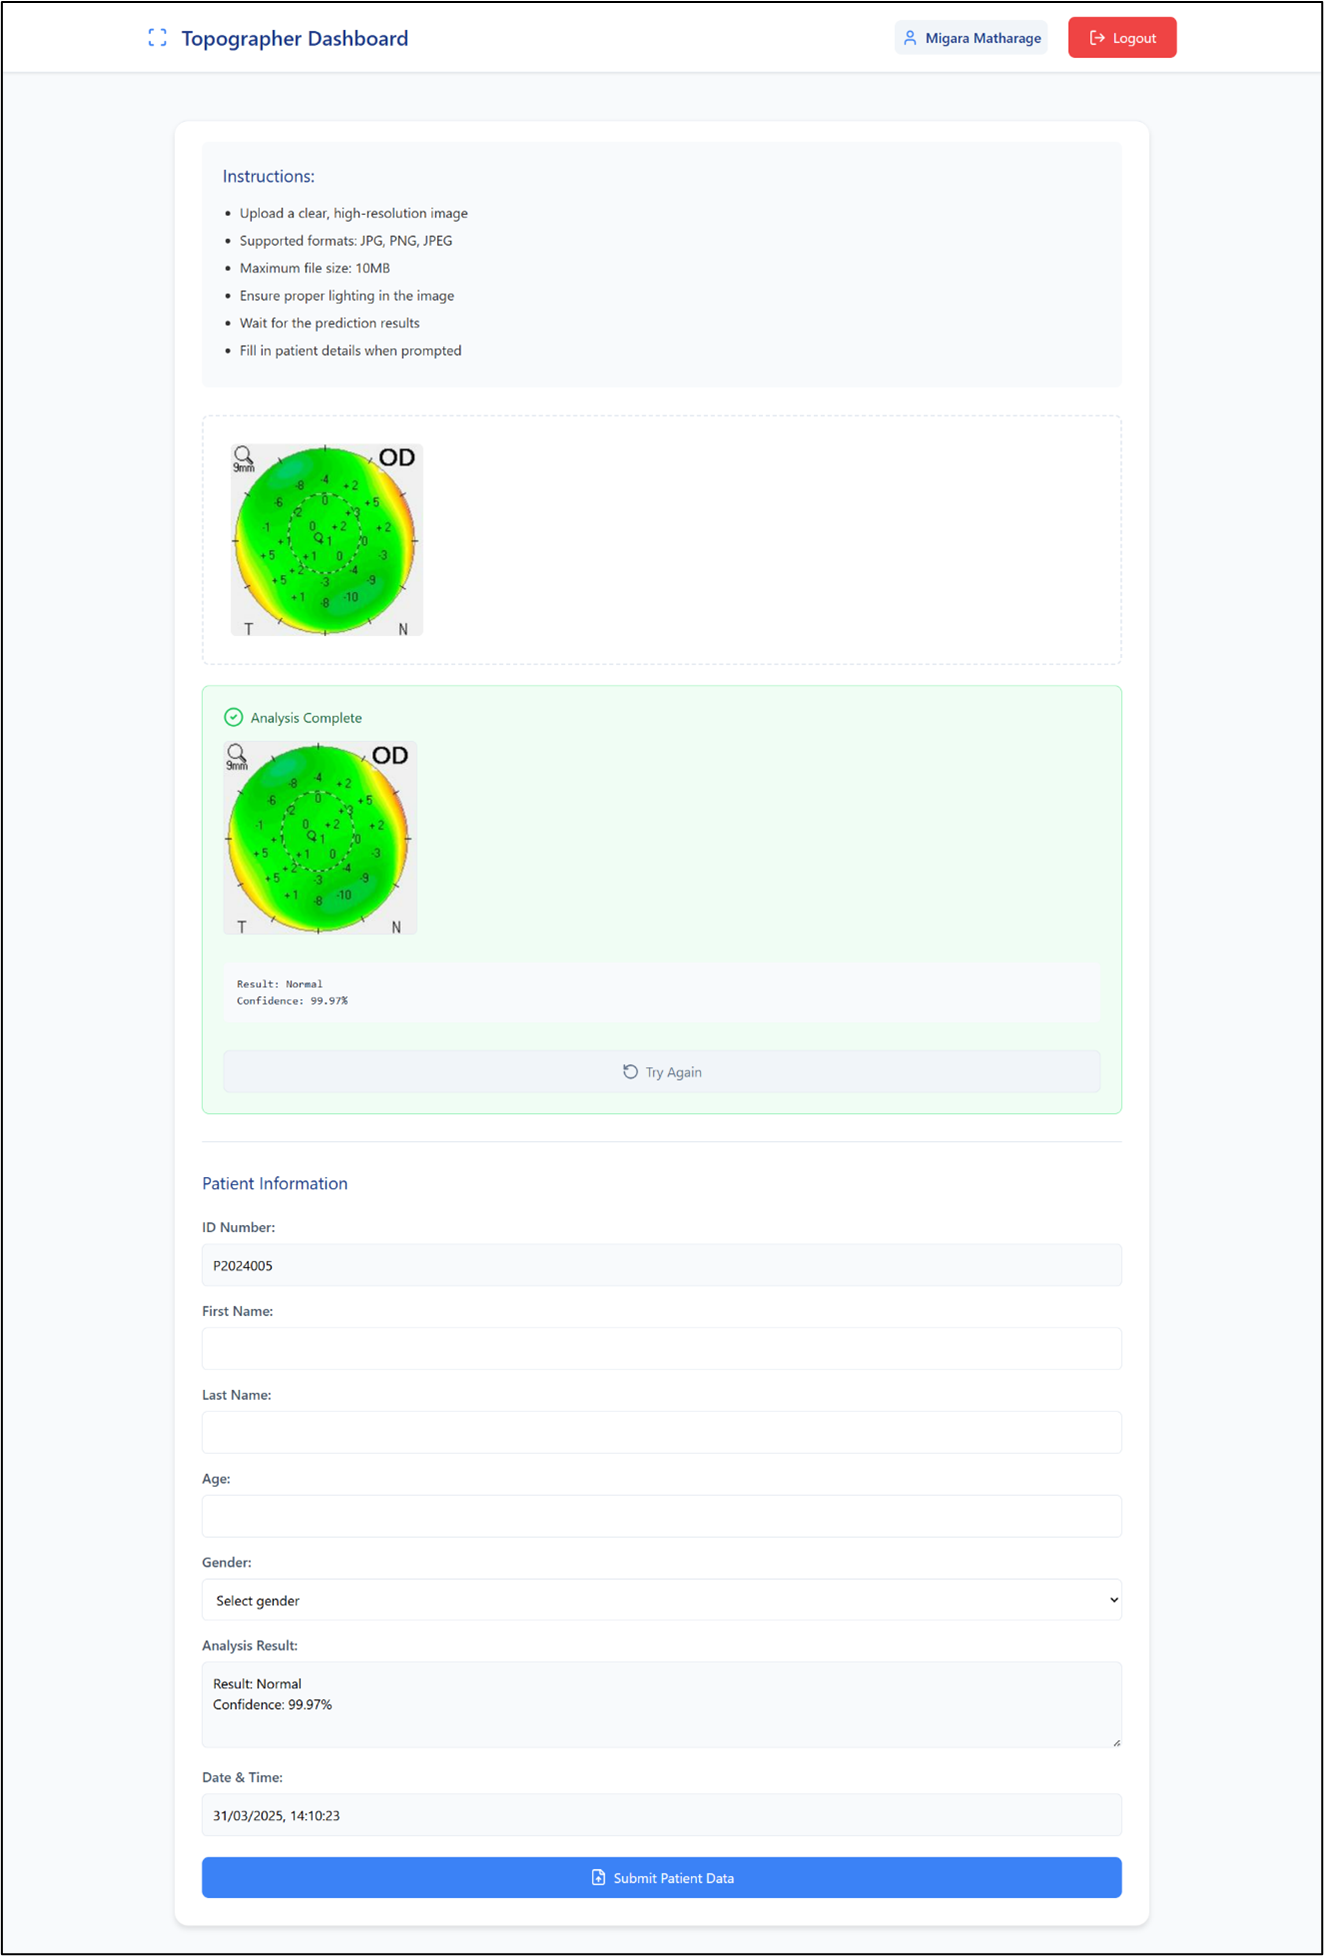 Topographer Dashboard
Migara Matharage
Logout
Instructions:
Upload a clear, high-resolution image
Supported formats: JPG, PNG, JPEG
Maximum file size: 10MB
Ensure proper lighting in the image
Wait for the prediction results
Fill in patient details when prompted
9mm OD
-8 -4 +2
-6 0 +5
-2 +3
-1 0 +2 +2
+1 +1 0
+5 +1 0 -3
+2 -4
+5 -3 -9
+1 -8 -10
T N
Analysis Complete
9mm OD
-8 -4 +2
-6 0 +5
-2 +3
-1 0 +2 +2
+1 +1 0
+5 +1 0 -3
+2 -4
+5 -3 -9
+1 -8 -10
T N
Result: Normal
Confidence: 99.97%
Try Again
Patient Information
ID Number:
P2024005
First Name:
Last Name:
Age:
Gender:
Select gender
Analysis Result:
Result: Normal
Confidence: 99.97%
Date & Time:
31/03/2025, 14:10:23
Submit Patient Data